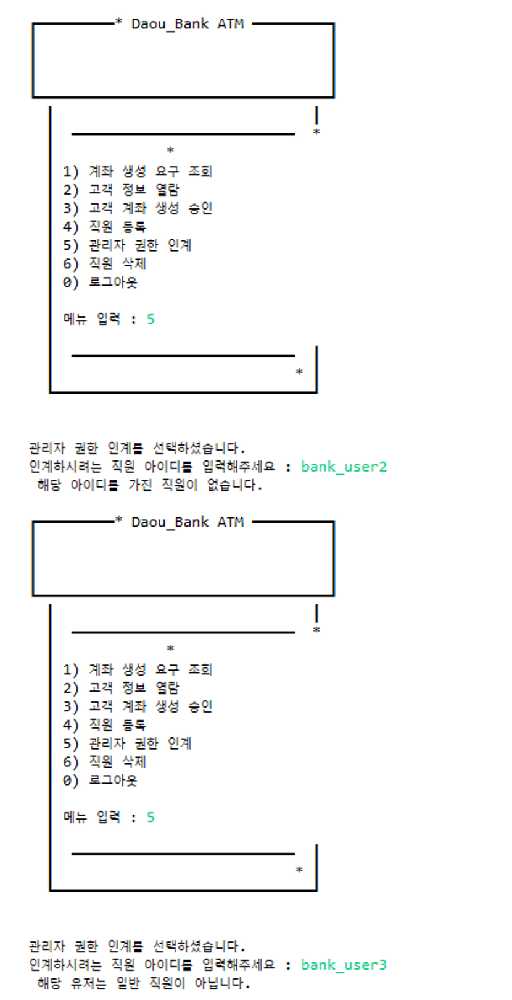 * Daou_Bank ATM
*
*
1) 계좌 생성 요구 조회
2) 고객 정보 열람
3) 고객 계좌 생성 승인
4) 직원 등록
5) 관리자 권한 인계
6) 직원 삭제
0) 로그아웃
메뉴 입력 : 5
*
관리자 권한 인계를 선택하셨습니다.
인계하시려는 직원 아이디를 입력해주세요 : bank_user2
해당 아이디를 가진 직원이 없습니다.
* Daou_Bank ATM
*
*
1) 계좌 생성 요구 조회
2) 고객 정보 열람
3) 고객 계좌 생성 승인
4) 직원 등록
5) 관리자 권한 인계
6) 직원 삭제
0) 로그아웃
메뉴 입력 : 5
*
관리자 권한 인계를 선택하셨습니다.
인계하시려는 직원 아이디를 입력해주세요 : bank_user3
해당 유저는 일반 직원이 아닙니다.